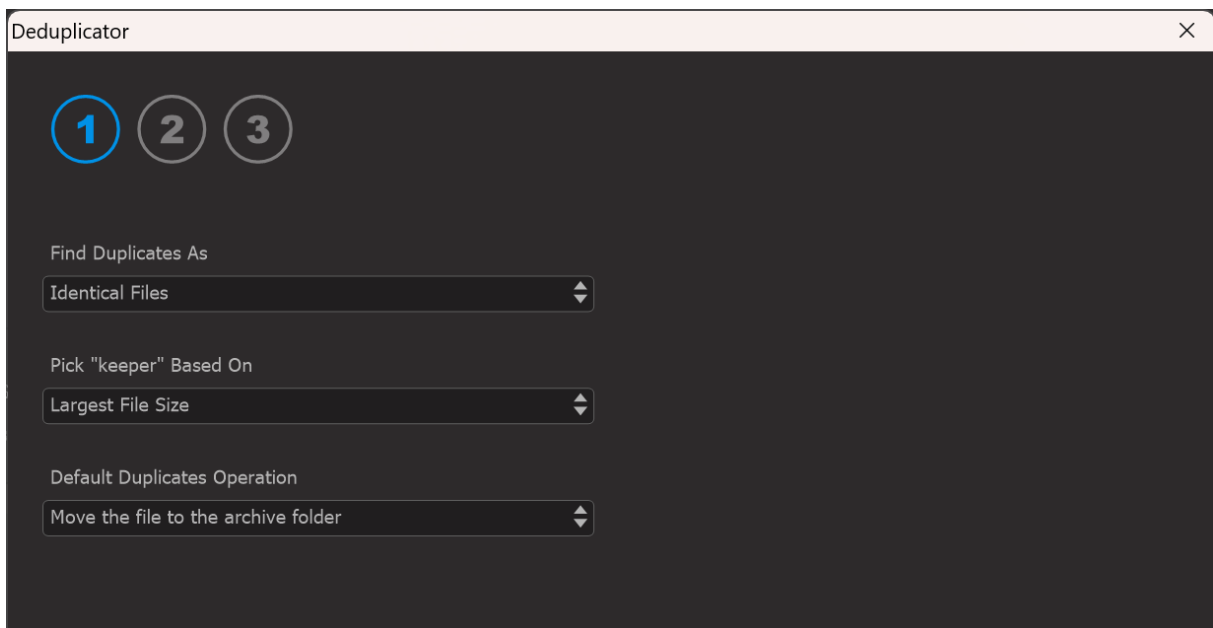 Deduplicator
1 2 3
Find Duplicates As
Identical Files
Pick "keeper" Based On
Largest File Size
Default Duplicates Operation
Move the file to the archive folder